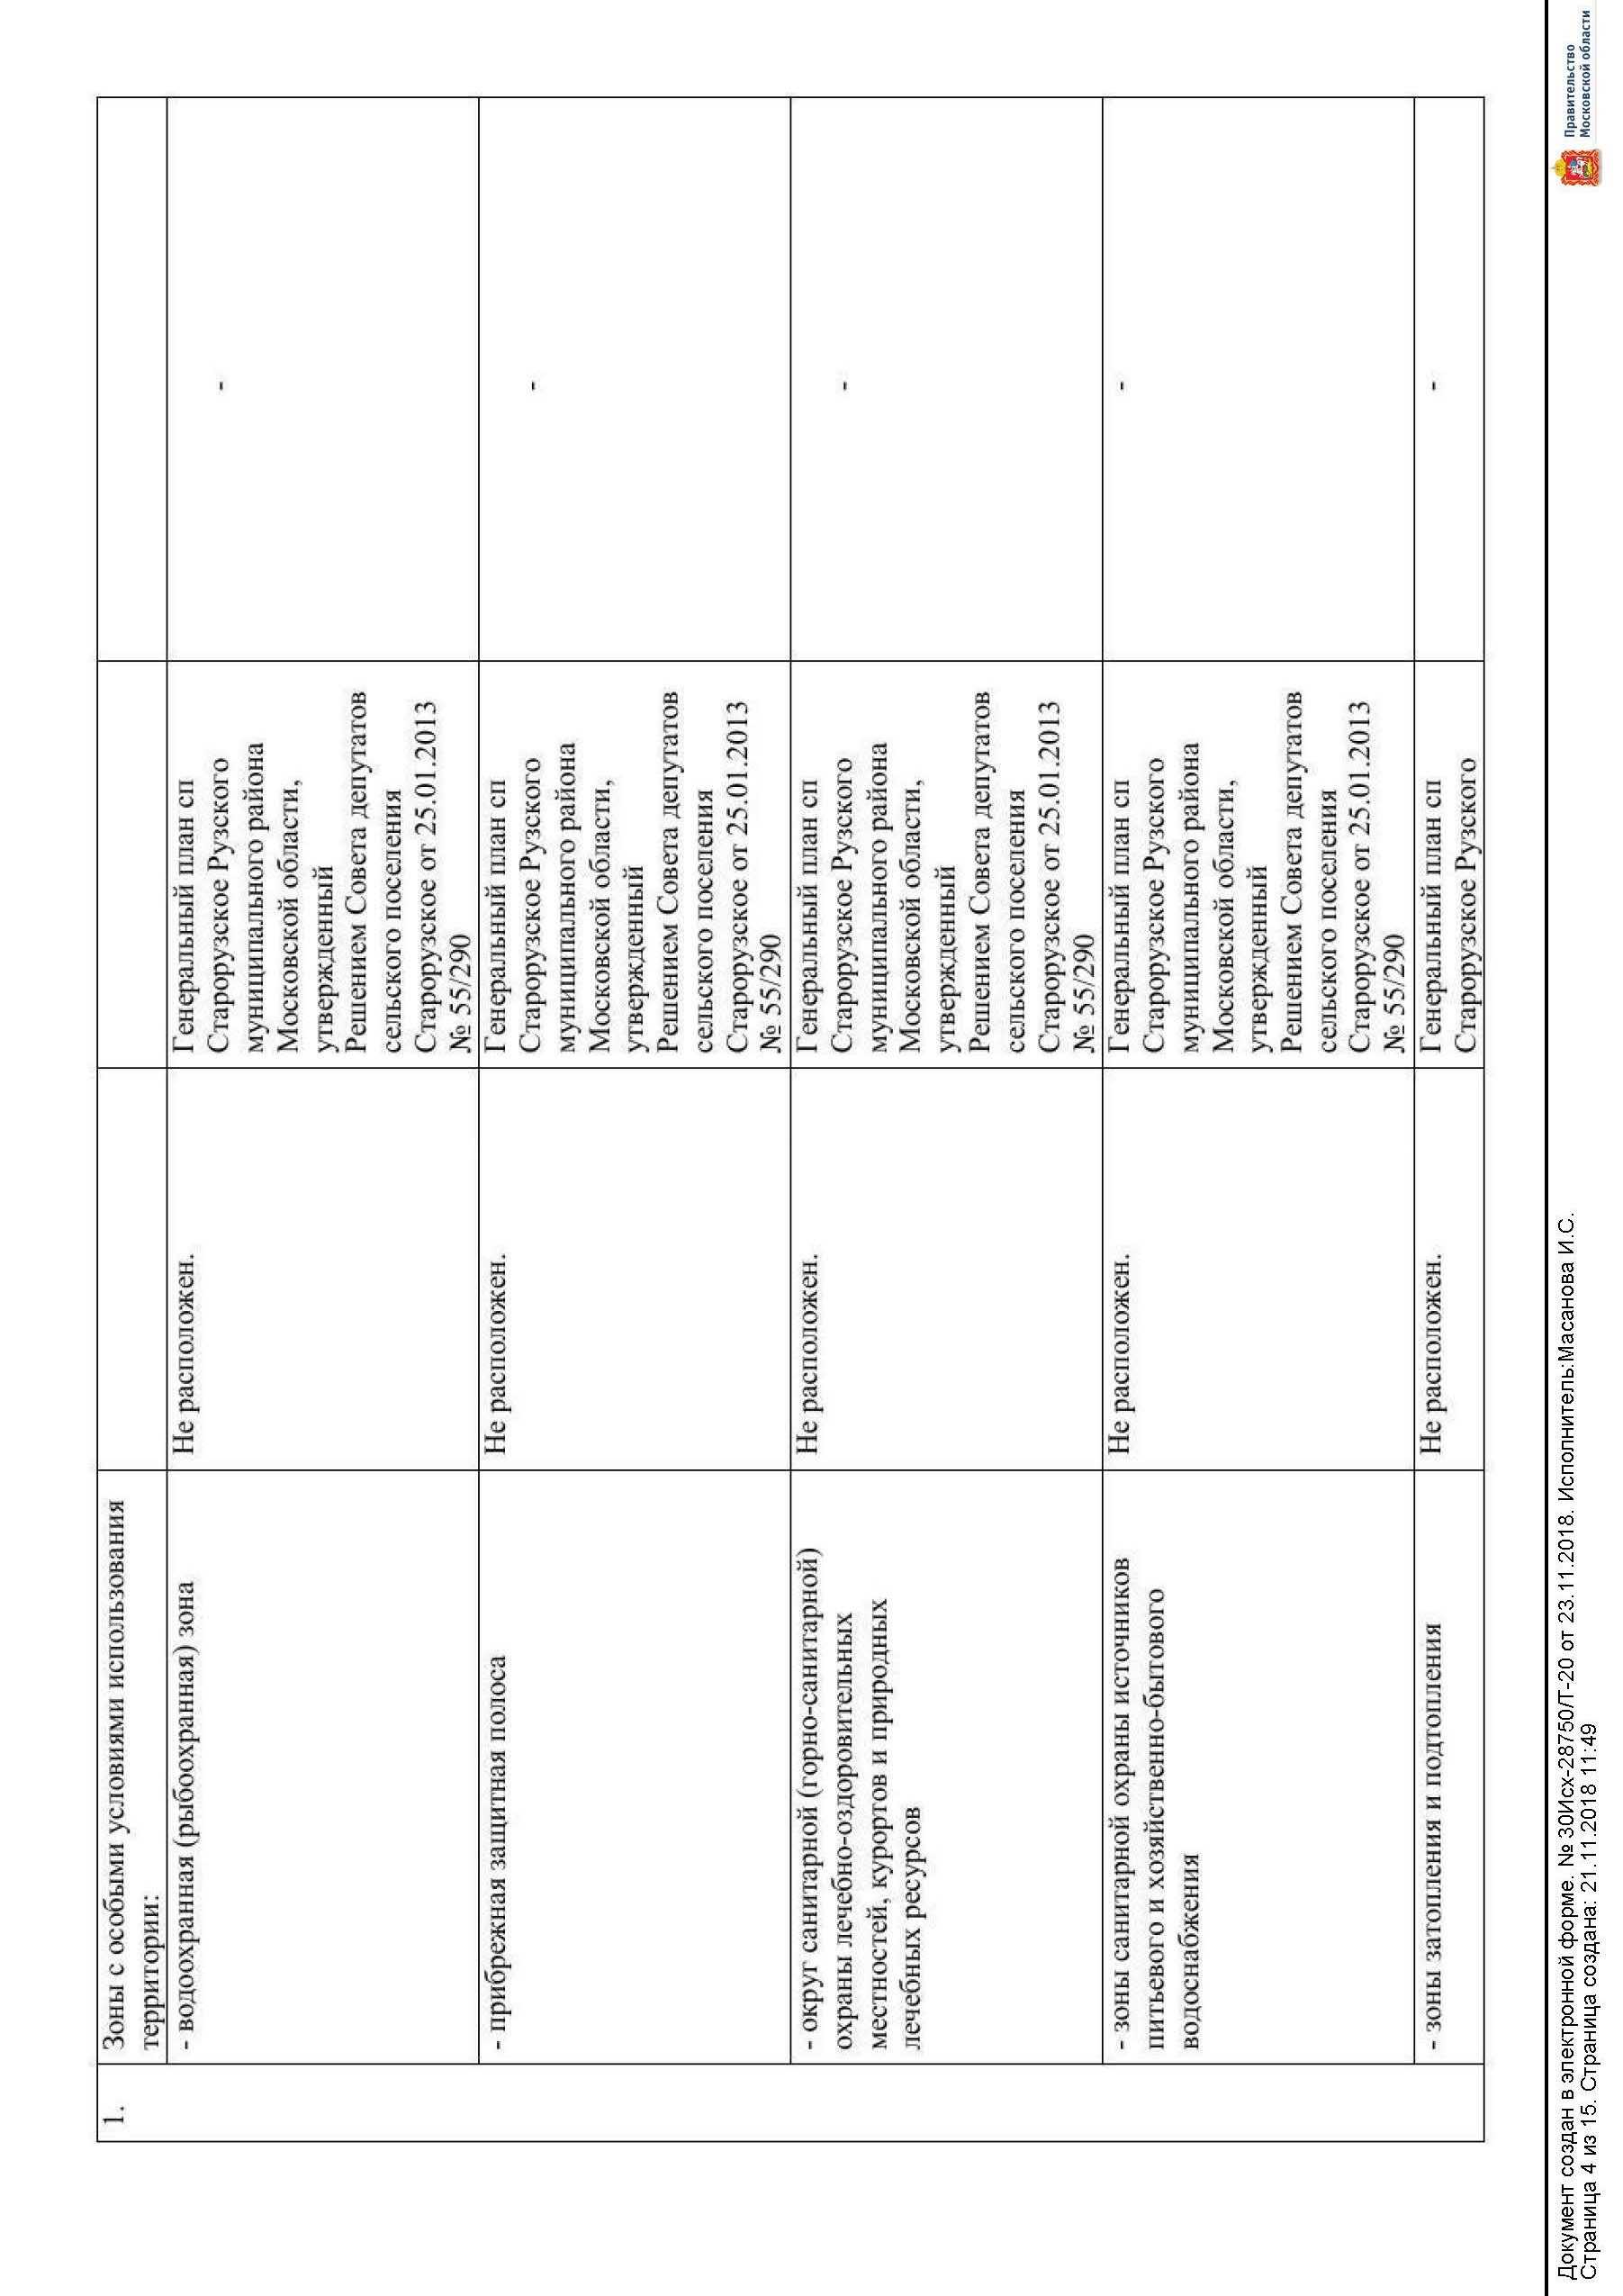 1.
Зоны с особыми условиями использования
территории:
- водоохранная (рыбоохранная) зона
Не расположен.
Генеральный план сп
Старорузское Рузского
муниципального района
Московской области,
утвержденный
Решением Совета депутатов
сельского поселения
Старорузское от 25.01.2013
№ 55/290
-
- прибрежная защитная полоса
Не расположен.
Генеральный план сп
Старорузское Рузского
муниципального района
Московской области,
утвержденный
Решением Совета депутатов
сельского поселения
Старорузское от 25.01.2013
№ 55/290
-
- округ санитарной (горно-санитарной)
охраны лечебно-оздоровительных
местностей, курортов и природных
лечебных ресурсов
Не расположен.
Генеральный план сп
Старорузское Рузского
муниципального района
Московской области,
утвержденный
Решением Совета депутатов
сельского поселения
Старорузское от 25.01.2013
№ 55/290
-
- зоны санитарной охраны источников
питьевого и хозяйственно-бытового
водоснабжения
Не расположен.
Генеральный план сп
Старорузское Рузского
муниципального района
Московской области,
утвержденный
Решением Совета депутатов
сельского поселения
Старорузское от 25.01.2013
№ 55/290
-
- зоны затопления и подтопления
Не расположен.
Генеральный план сп
Старорузское Рузского
-
Документ создан в электронной форме. № 30Исх-28750/Т-20 от 23.11.2018. Исполнитель:Масанова И.С.
Страница 4 из 15. Страница создана: 21.11.2018 11:49
Правительство
Московской области